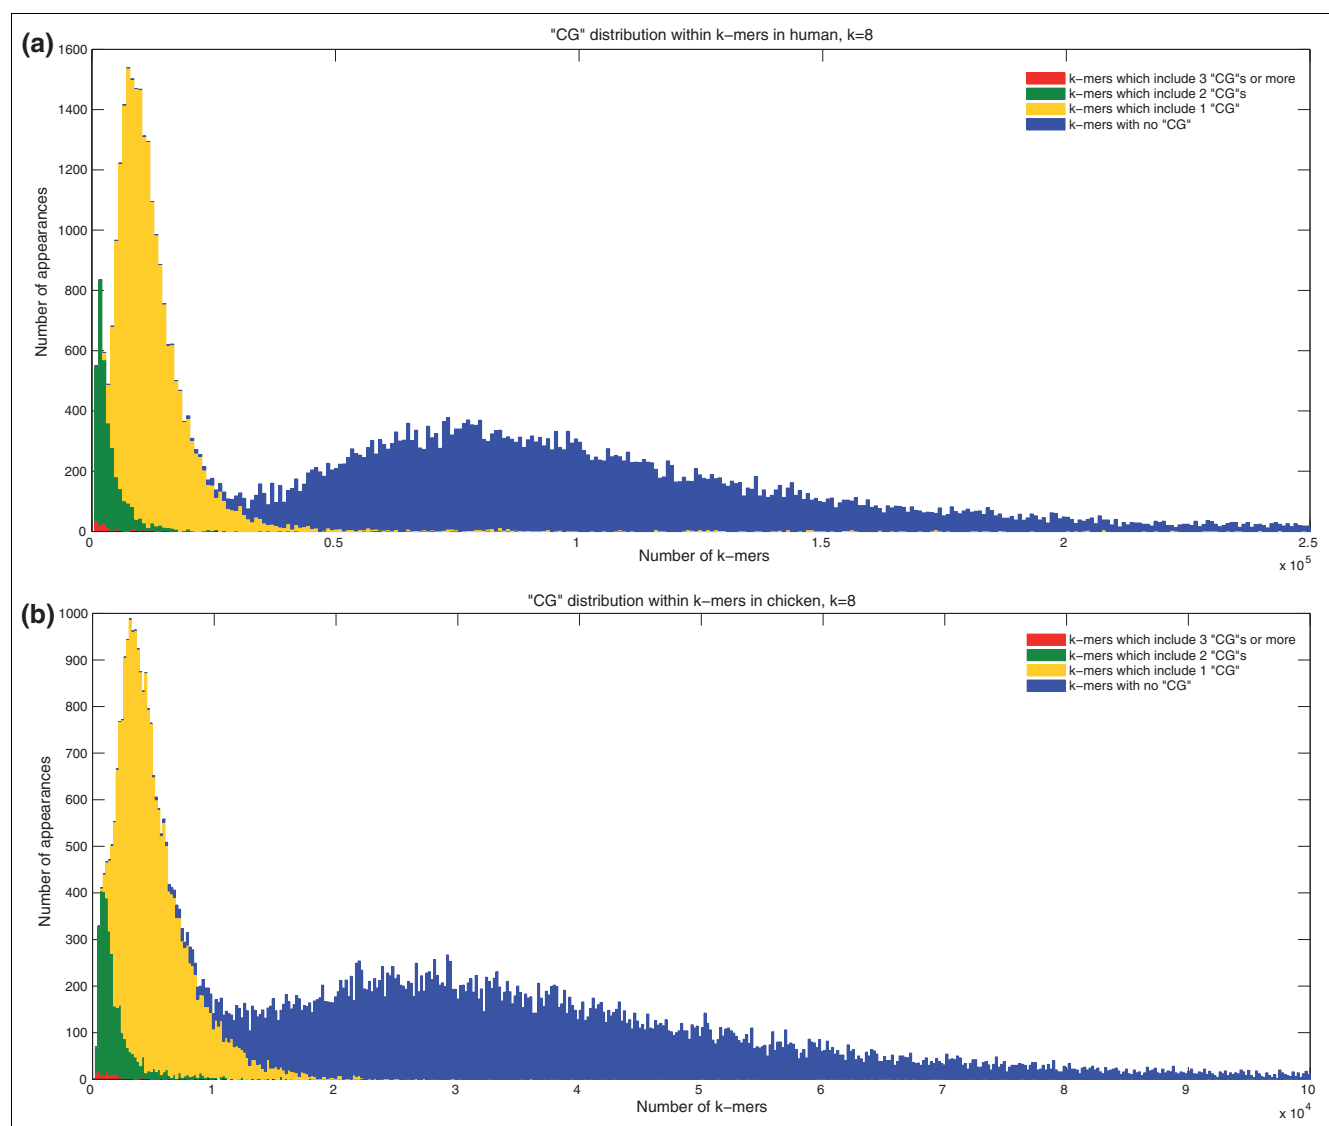 (a)
"CG" distribution within k−mers in human, k=8
1600
1400
1200
1000
800
600
400
200
0
Number of appearances
k−mers which include 3 "CG"s or more
k−mers which include 2 "CG"s
k−mers which include 1 "CG"
k−mers with no "CG"
0 0.5 1 1.5 2 2.5
Number of k−mers
x 10^5
(b)
"CG" distribution within k−mers in chicken, k=8
1000
900
800
700
600
500
400
300
200
100
0
Number of appearances
k−mers which include 3 "CG"s or more
k−mers which include 2 "CG"s
k−mers which include 1 "CG"
k−mers with no "CG"
0 1 2 3 4 5 6 7 8 9 10
Number of k−mers
x 10^4